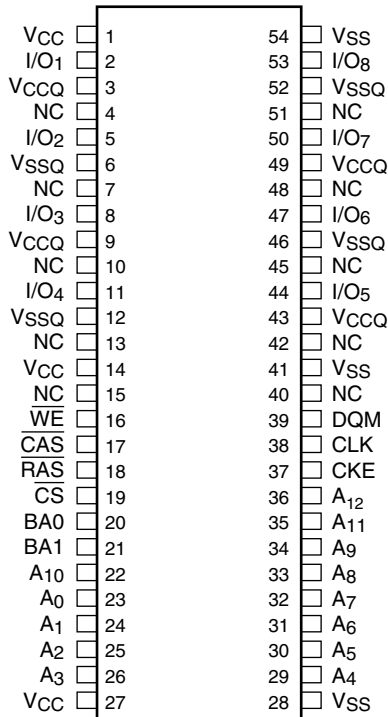 VCC 1 54 VSS
I/O1 2 53 I/O8
VCCQ 3 52 VSSQ
NC 4 51 NC
I/O2 5 50 I/O7
VSSQ 6 49 VCCQ
NC 7 48 NC
I/O3 8 47 I/O6
VCCQ 9 46 VSSQ
NC 10 45 NC
I/O4 11 44 I/O5
VSSQ 12 43 VCCQ
NC 13 42 NC
VCC 14 41 VSS
NC 15 40 NC
WE 16 39 DQM
CAS 17 38 CLK
RAS 18 37 CKE
CS 19 36 A12
BA0 20 35 A11
BA1 21 34 A9
A10 22 33 A8
A0 23 32 A7
A1 24 31 A6
A2 25 30 A5
A3 26 29 A4
VCC 27 28 VSS